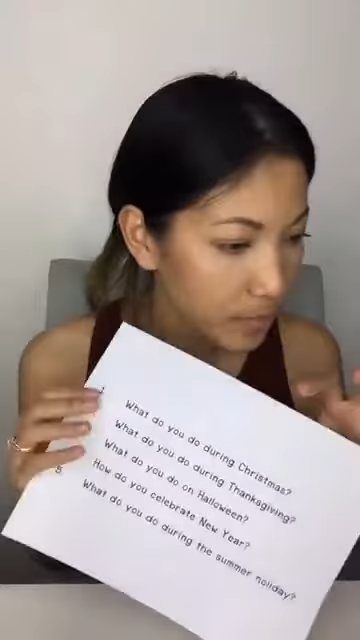 What do you do during Christmas?
What do you do during Thanksgiving?
What do you do on Halloween?
How do you celebrate New Year?
5. What do you do during the summer holiday?